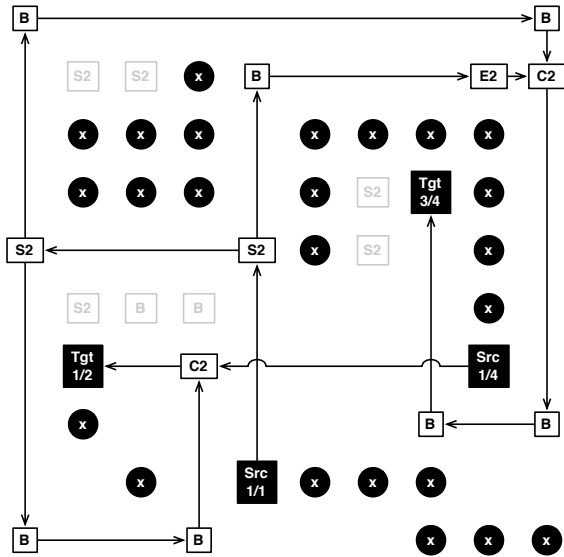 B B
S2 S2 x B E2 C2
x x x x x x x
x x x x S2 Tgt x
3/4
S2 S2 x S2 x
S2 B B x
Tgt C2 Src
1/2 1/4
x B B
x Src x x x
1/1
B B x x x